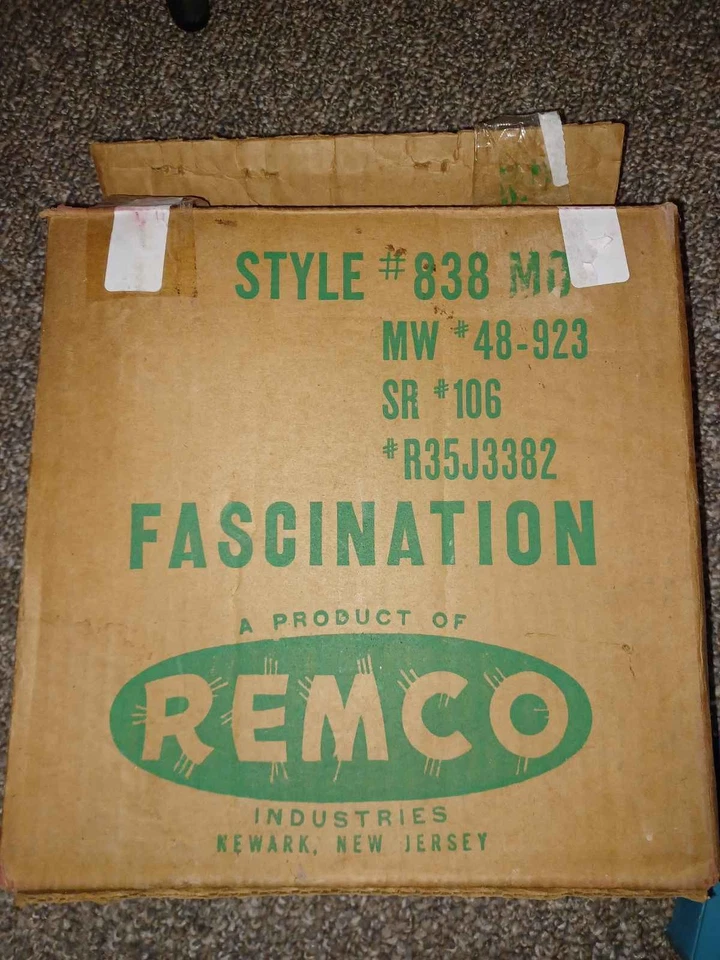 STYLE #838 MO
MW #48-923
SR #106
#R35J3382
FASCINATION
A PRODUCT OF
REMCO
INDUSTRIES
NEWARK, NEW JERSEY